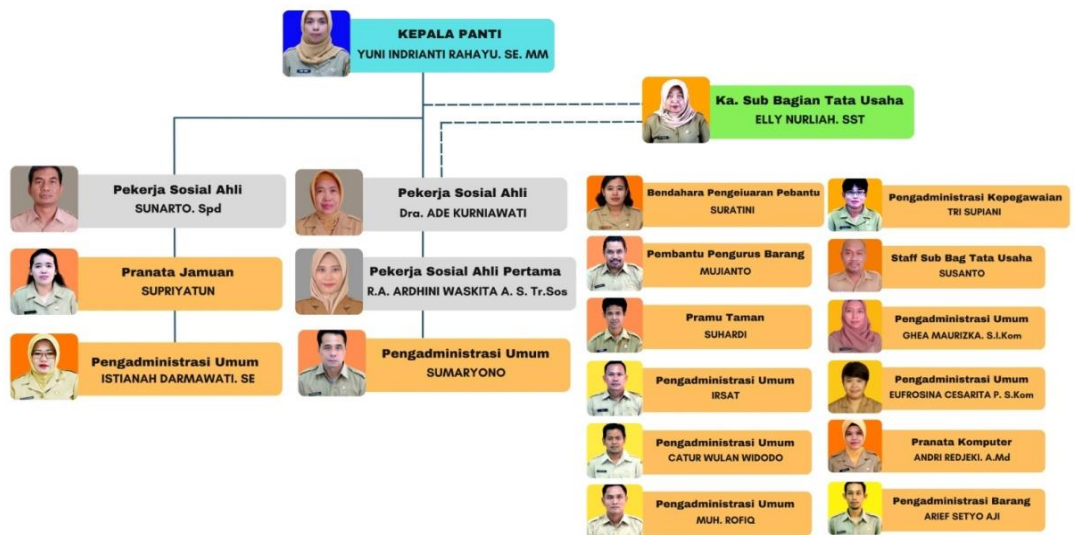 KEPALA PANTI
YUNI INDRIANTI RAHAYU. SE. MM
Ka. Sub Bagian Tata Usaha
ELLY NURLIAH. SST
Pekerja Sosial Ahli
SUNARTO. Spd
Pekerja Sosial Ahli
Dra. ADE KURNIAWATI
Pranata Jamuan
SUPRIYATUN
Pekerja Sosial Ahli Pertama
R.A. ARDHINI WASKITA A. S. Tr.Sos
Pengadministrasi Umum
ISTIANAH DARMAWATI. SE
Pengadministrasi Umum
SUMARYONO
Bendahara Pengeiuaran Pebantu
SURATINI
Pengadministrasi Kepegawaian
TRI SUPIANI
Pembantu Pengurus Barang
MUJIANTO
Staff Sub Bag Tata Usaha
SUSANTO
Pramu Taman
SUHARDI
Pengadministrasi Umum
GHEA MAURIZKA. S.I.Kom
Pengadministrasi Umum
IRSAT
Pengadministrasi Umum
EUFROSINA CESARITA P. S.Kom
Pengadministrasi Umum
CATUR WULAN WIDODO
Pranata Komputer
ANDRI REDJEKI. A.Md
Pengadministrasi Umum
MUH. ROFIQ
Pengadministrasi Barang
ARIEF SETYO AJI